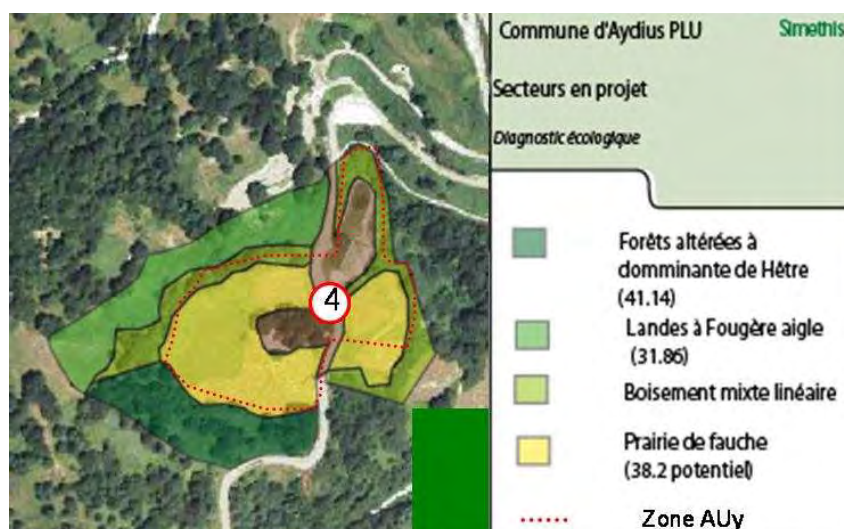 Commune d'Aydius PLU Simethis
Secteurs en projet
Diagnostic écologique
4
Forêts altérées à
domminante de Hêtre
(41.14)
Landes à Fougère aigle
(31.86)
Boisement mixte linéaire
Prairie de fauche
(38.2 potentiel)
Zone AUy